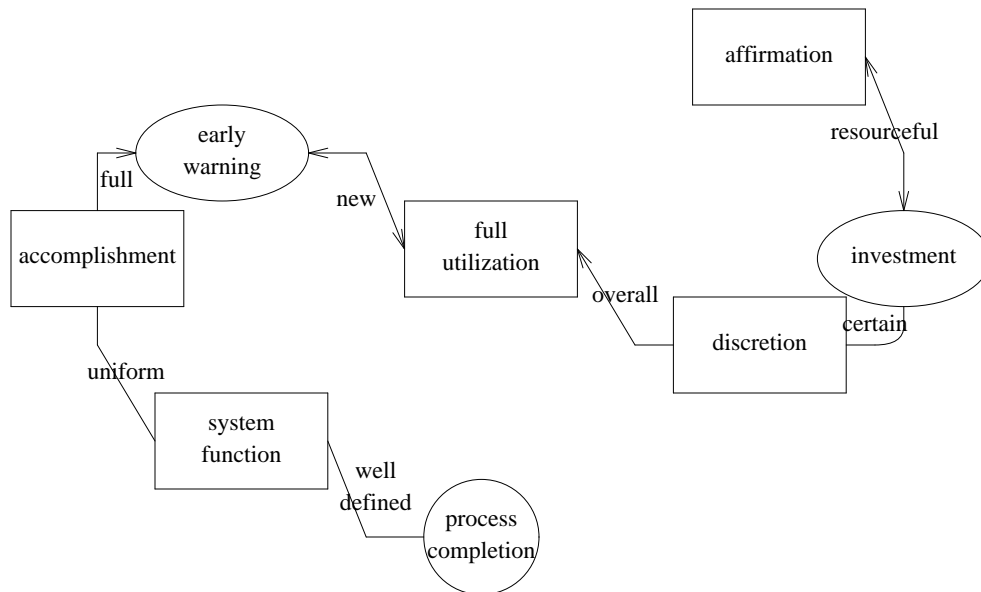 affirmation
resourceful
early
warning
full
new
full
utilization
accomplishment
investment
overall
certain
discretion
uniform
system
function
well
defined
process
completion